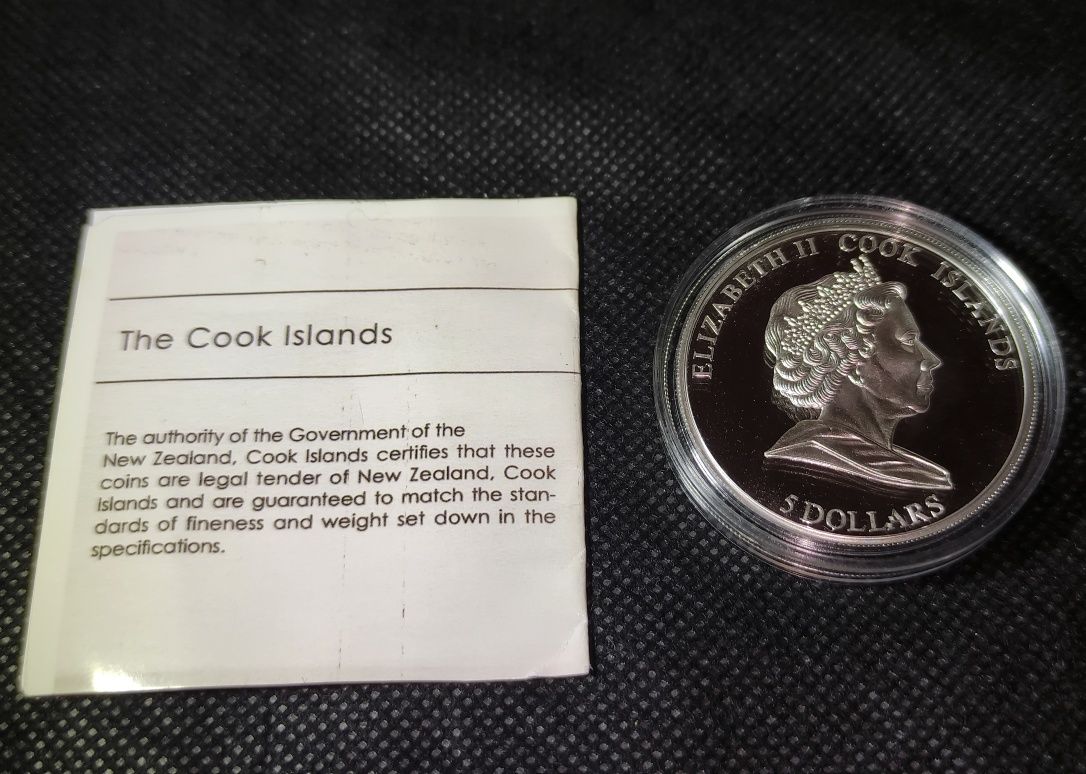 The Cook Islands
The authority of the Government of the
New Zealand, Cook Islands certifies that these
coins are legal tender of New Zealand, Cook
Islands and are guaranteed to match the stan-
dards of fineness and weight set down in the
specifications.
ELIZABETH II COOK ISLANDS
5 DOLLARS